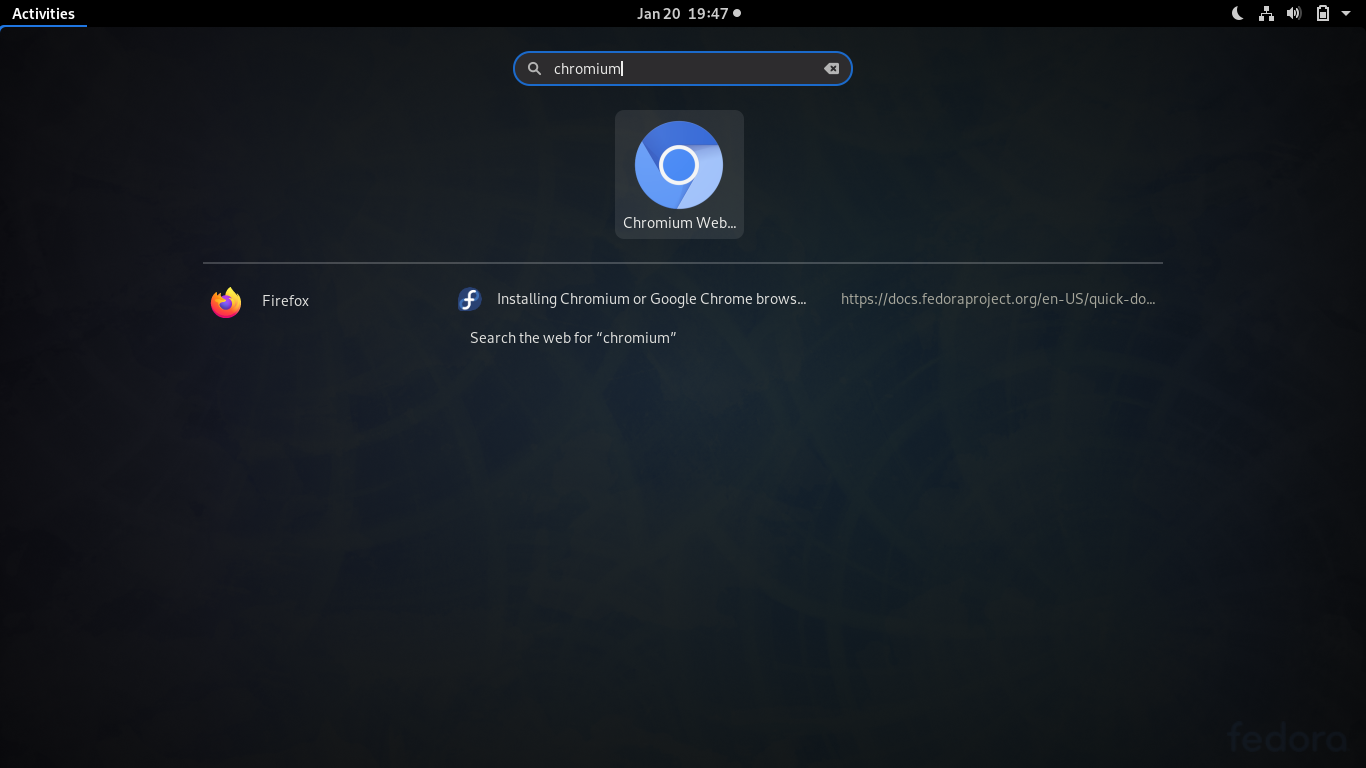 Activities
Jan 20 19:47
chromium
Chromium Web...
Firefox
Installing Chromium or Google Chrome brows...
https://docs.fedoraproject.org/en-US/quick-do...
Search the web for “chromium”
fedora